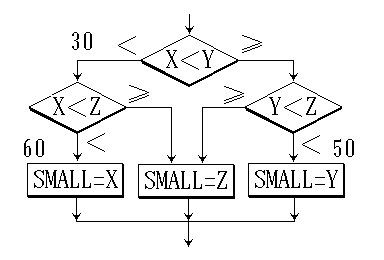 30 < X<Y ≥
X<Z ≥ ≥ Y<Z
60 < < 50
SMALL=X SMALL=Z SMALL=Y